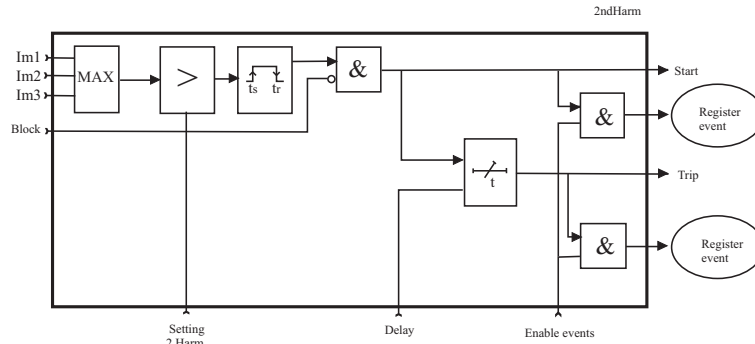 2ndHarm
Im1
Im2
Im3
MAX
>
ts tr
&
Start
&
Register
event
Block
t
Trip
&
Register
event
Setting
2 Harm
Delay
Enable events